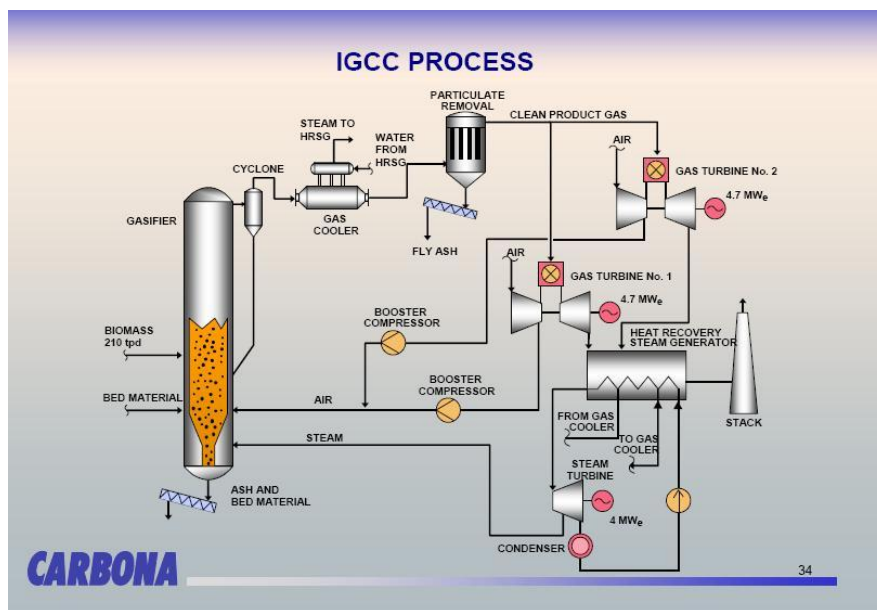 IGCC PROCESS
PARTICULATE
REMOVAL
CLEAN PRODUCT GAS
STEAM TO
HRSG
WATER
FROM
HRSG
AIR
CYCLONE
GAS TURBINE No. 2
4.7 MWe
GASIFIER
GAS
COOLER
FLY ASH
AIR
GAS TURBINE No. 1
4.7 MWe
BOOSTER
COMPRESSOR
HEAT RECOVERY
STEAM GENERATOR
BIOMASS
210 tpd
BOOSTER
COMPRESSOR
BED MATERIAL
AIR
STACK
FROM GAS
COOLER
TO GAS
COOLER
STEAM
STEAM
TURBINE
ASH AND
BED MATERIAL
4 MWe
CONDENSER
CARBONA
34